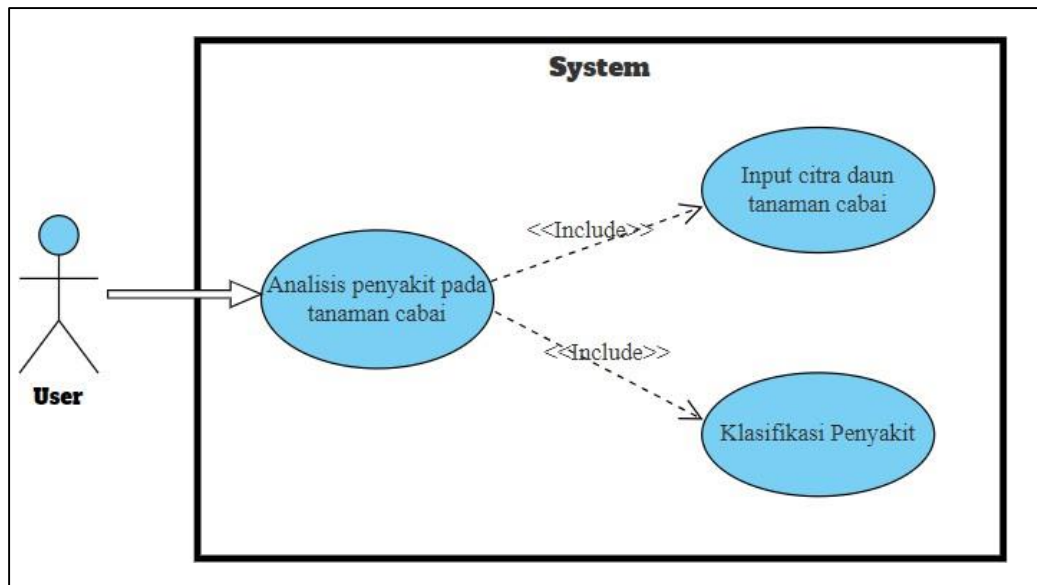 System
Input citra daun
tanaman cabai
<<Include>>
Analisis penyakit pada
tanaman cabai
<<Include>>
User
Klasifikasi Penyakit